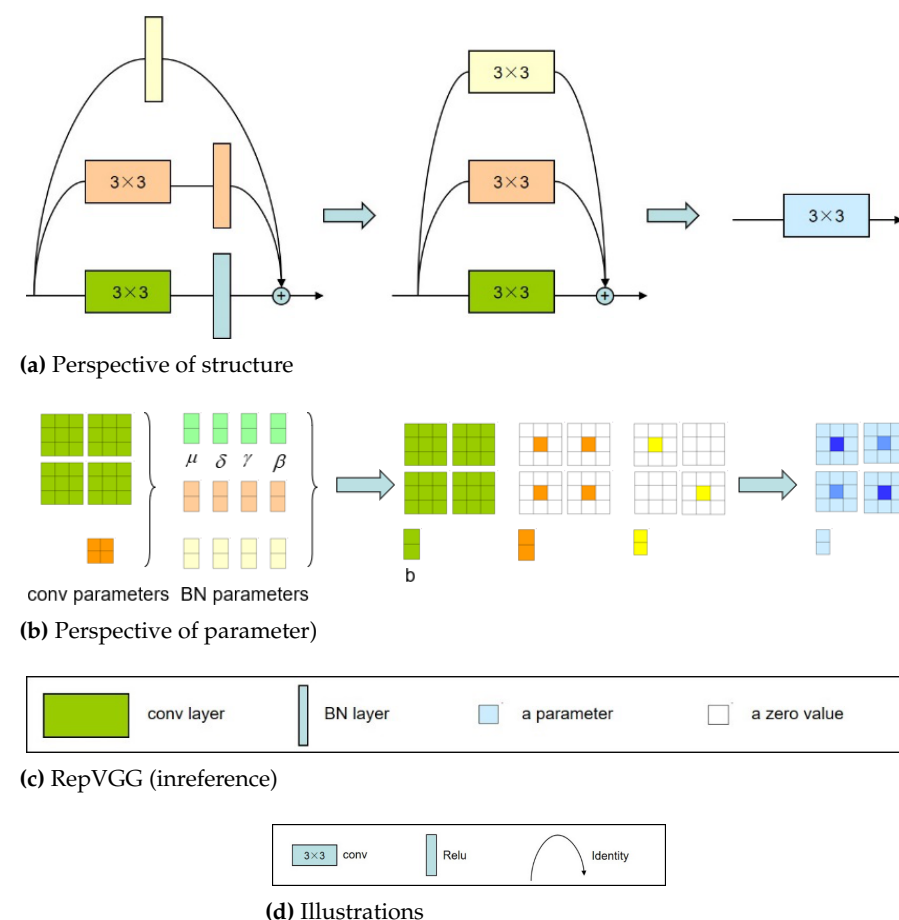 3×3
3×3
3×3
3×3
3×3
3×3
+
+
(a) Perspective of structure
μ δ γ β
b
conv parameters BN parameters
(b) Perspective of parameter)
conv layer BN layer a parameter a zero value
(c) RepVGG (inreference)
3×3 conv Relu Identity
(d) Illustrations